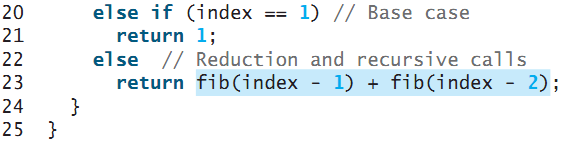 20 else if (index == 1) // Base case
21 return 1;
22 else // Reduction and recursive calls
23 return fib(index - 1) + fib(index - 2);
24 }
25 }